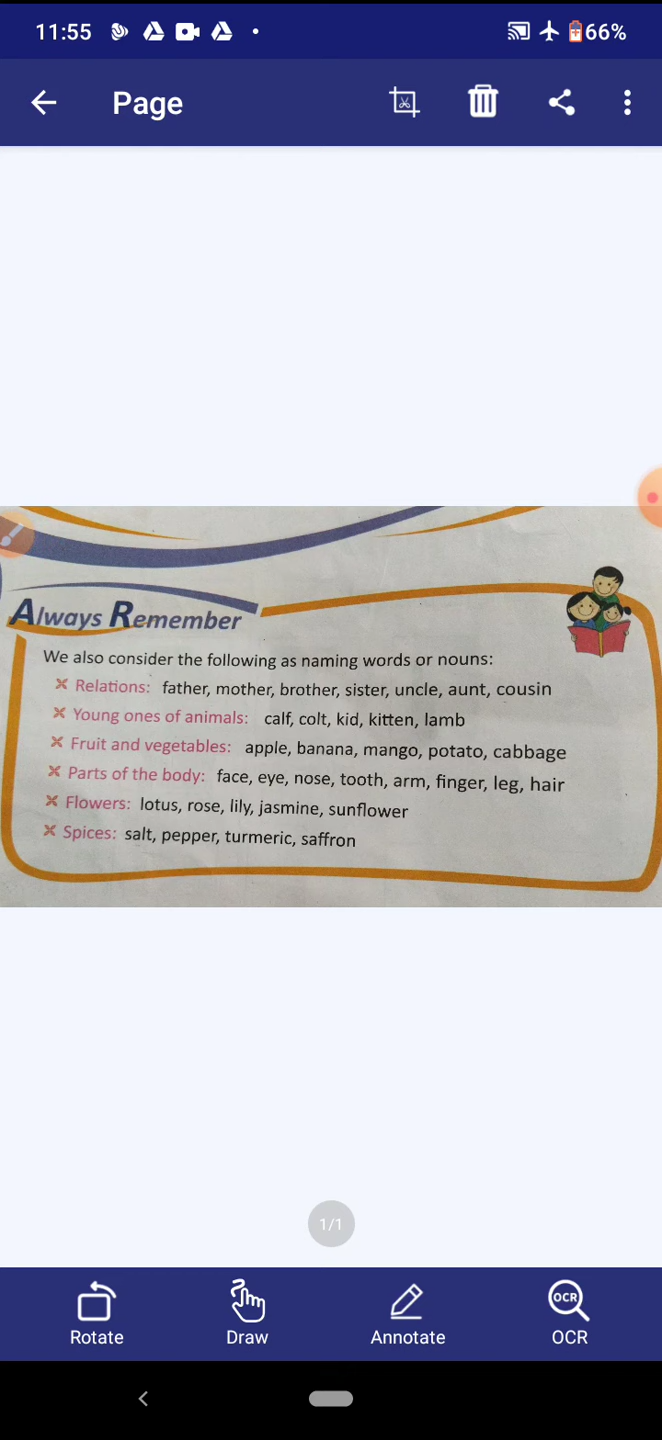 11:55
66%
Page
Always Remember
We also consider the following as naming words or nouns:
Relations: father, mother, brother, sister, uncle, aunt, cousin
Young ones of animals: calf, colt, kid, kitten, lamb
Fruit and vegetables: apple, banana, mango, potato, cabbage
Parts of the body: face, eye, nose, tooth, arm, finger, leg, hair
Flowers: lotus, rose, lily, jasmine, sunflower
Spices: salt, pepper, turmeric, saffron
1/1
OCR
Rotate Draw Annotate OCR